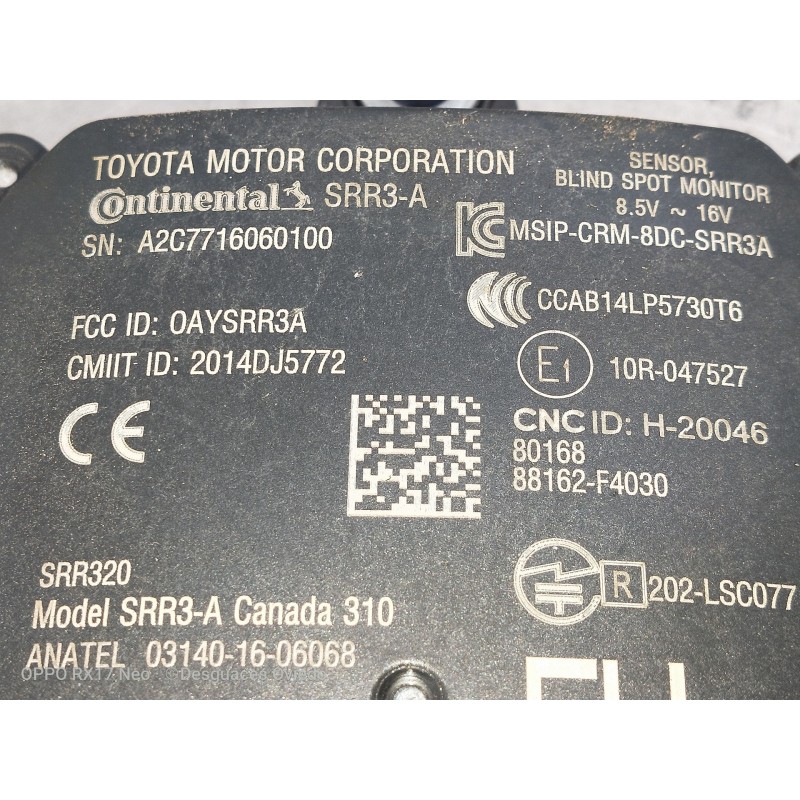 TOYOTA MOTOR CORPORATION
Continental SRR3-A
SN: A2C7716060100
SENSOR,
BLIND SPOT MONITOR
8.5V ~ 16V
MSIP-CRM-8DC-SRR3A
CCAB14LP5730T6
FCC ID: OAYSRR3A
CMIIT ID: 2014DJ5772
E1 10R-047527
CE
CNC ID: H-20046
80168
88162-F4030
SRR320
Model SRR3-A Canada 310
ANATEL 03140-16-06068
R 202-LSC077
OPPO RX17 Neo · ©Desguaces